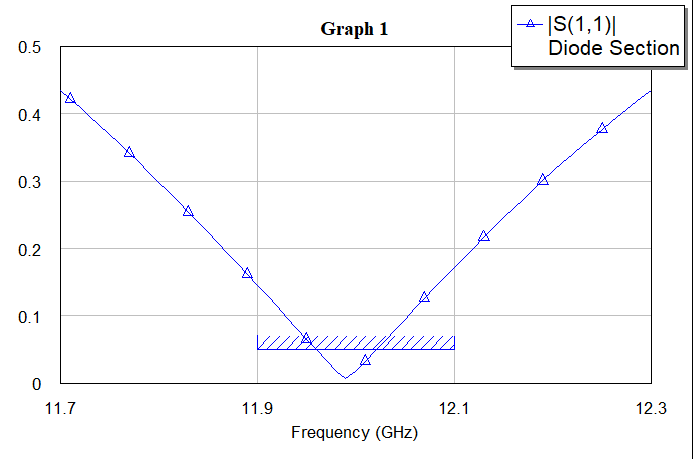 Graph 1
|S(1,1)|
Diode Section
0.5
0.4
0.3
0.2
0.1
0
11.7 11.9 12.1 12.3
Frequency (GHz)